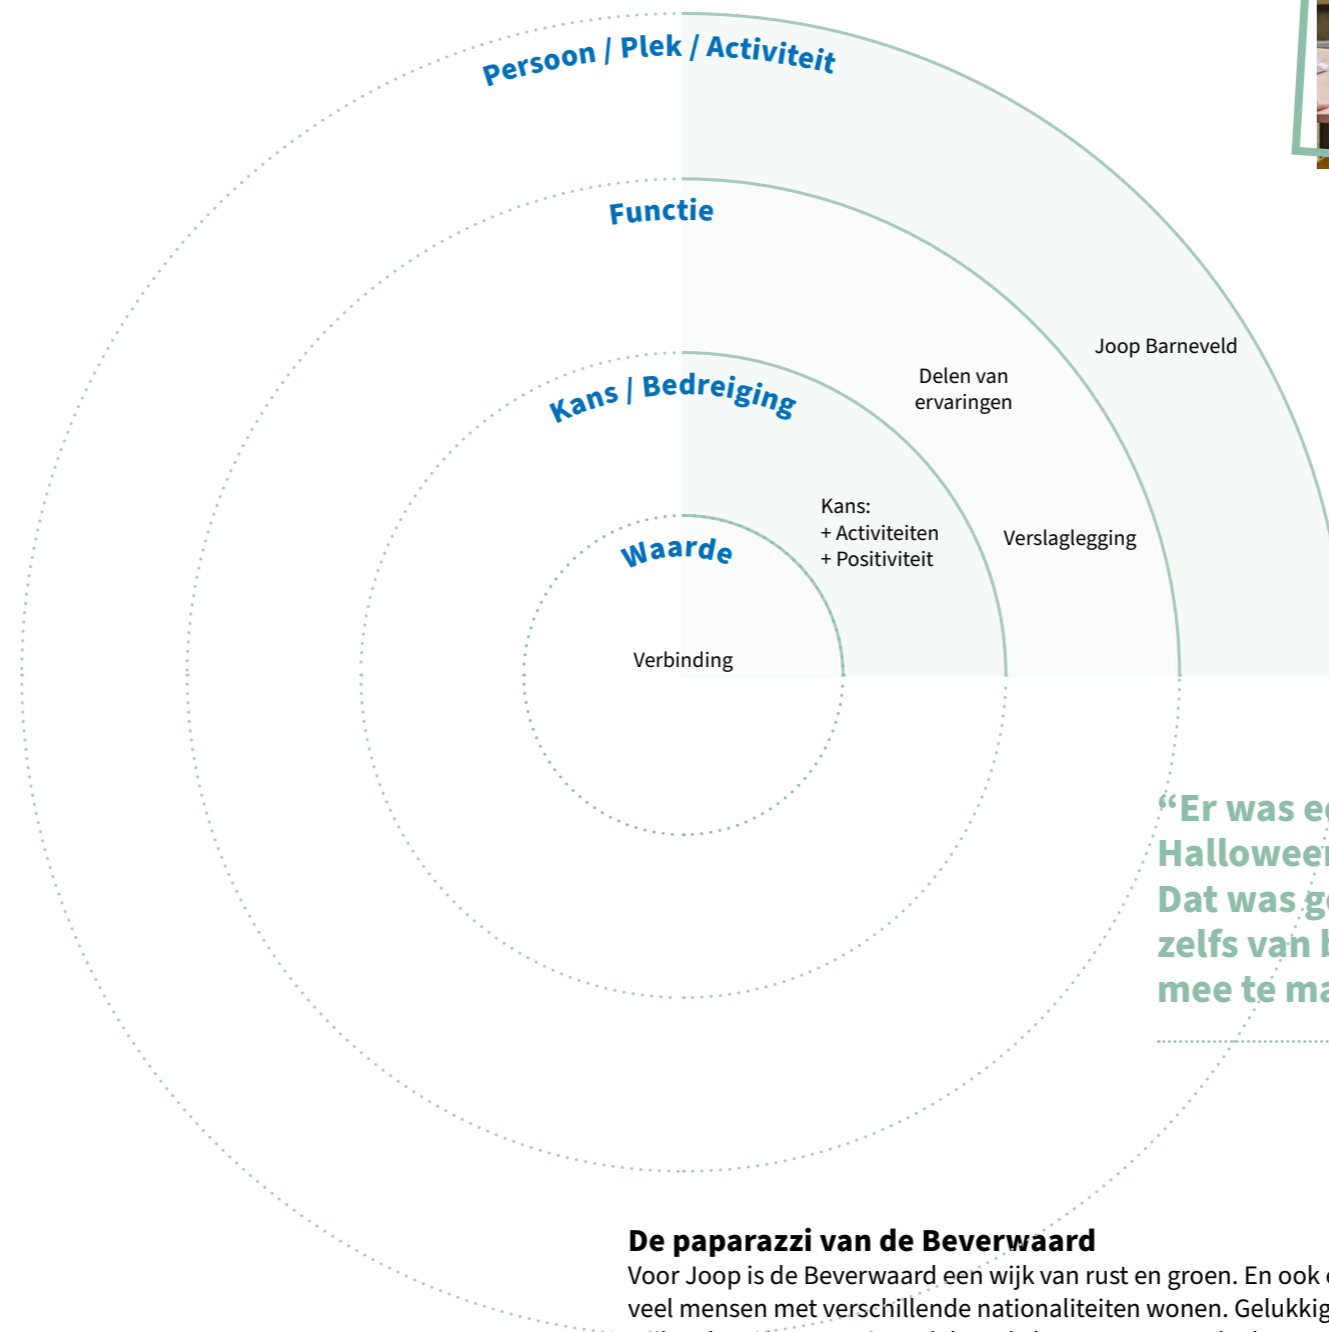 Persoon / Plek / Activiteit
Functie
Joop Barneveld
Delen van
ervaringen
Kans / Bedreiging
Kans:
+ Activiteiten
+ Positiviteit
Verslaglegging
Waarde
Verbinding
“Er was
Dat was
zelfs van
mee te
De paparazzi van de Beverwaard
Voor Joop is de Beverwaard een wijk van rust en groen. En ook
veel mensen met verschillende nationaliteiten wonen. Gelukkig